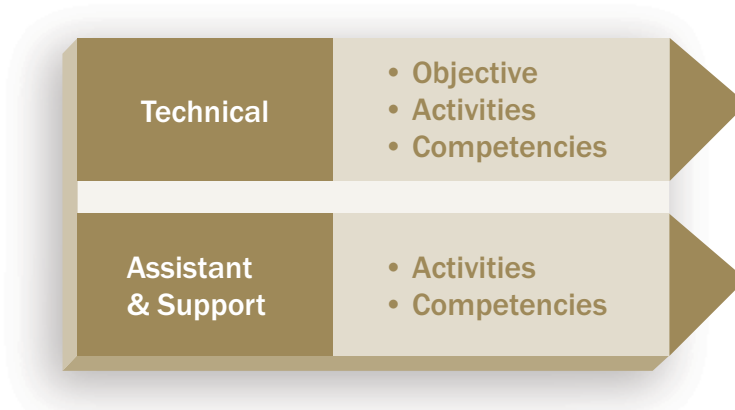 Technical
• Objective
• Activities
• Competencies
Assistant
& Support
• Activities
• Competencies